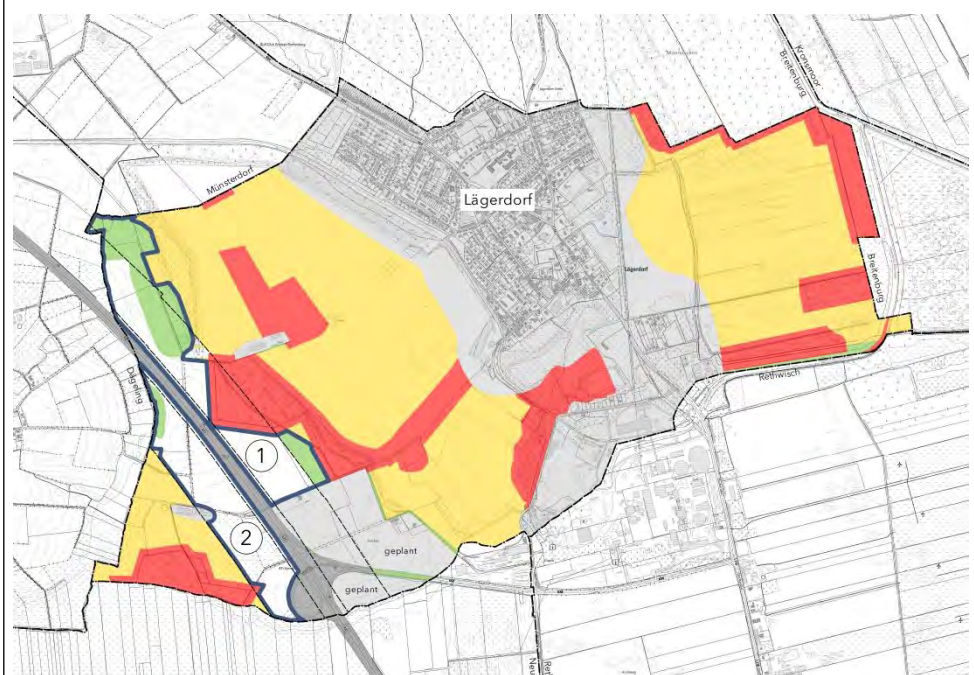 Kronsmoor
Breitenburg
Münsterdorf
Lägerdorf
Lägerdorf
Breitenburg
Rethwisch
Dägeling
1
2
geplant
geplant